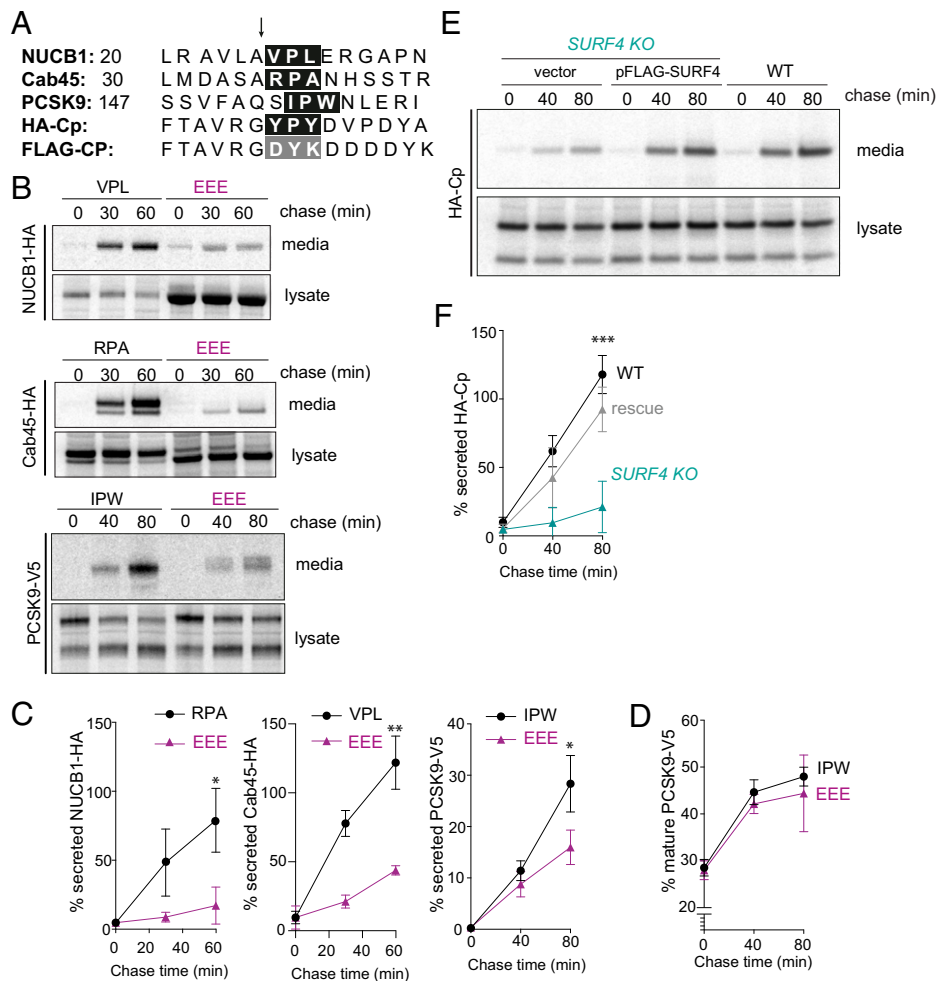 A
↓
NUCB1: 20 L R A V L A V P L E R G A P N
Cab45: 30 L M D A S A R P A N H S S T R
PCSK9: 147 S S V F A Q S I P W N L E R I
HA-Cp: F T A V R G Y P Y D V P D Y A
FLAG-CP: F T A V R G D Y K D D D D Y K
B
VPL EEE
0 30 60 0 30 60 chase (min)
NUCB1-HA
media
lysate
RPA EEE
0 30 60 0 30 60 chase (min)
Cab45-HA
media
lysate
IPW EEE
0 40 80 0 40 80 chase (min)
PCSK9-V5
media
lysate
C
% secreted NUCB1-HA
150
100
50
0
RPA
EEE
*
0 20 40 60
Chase time (min)
% secreted Cab45-HA
150
100
50
0
VPL
EEE
**
0 20 40 60
Chase time (min)
% secreted PCSK9-V5
40
30
20
10
0
IPW
EEE
*
0 40 80
Chase time (min)
D
% mature PCSK9-V5
60
50
40
30
20
0
IPW
EEE
0 40 80
Chase time (min)
E
SURF4 KO
vector pFLAG-SURF4 WT
0 40 80 0 40 80 0 40 80 chase (min)
HA-Cp
media
lysate
F
% secreted HA-Cp
150
100
50
0
***
WT
rescue
SURF4 KO
0 40 80
Chase time (min)